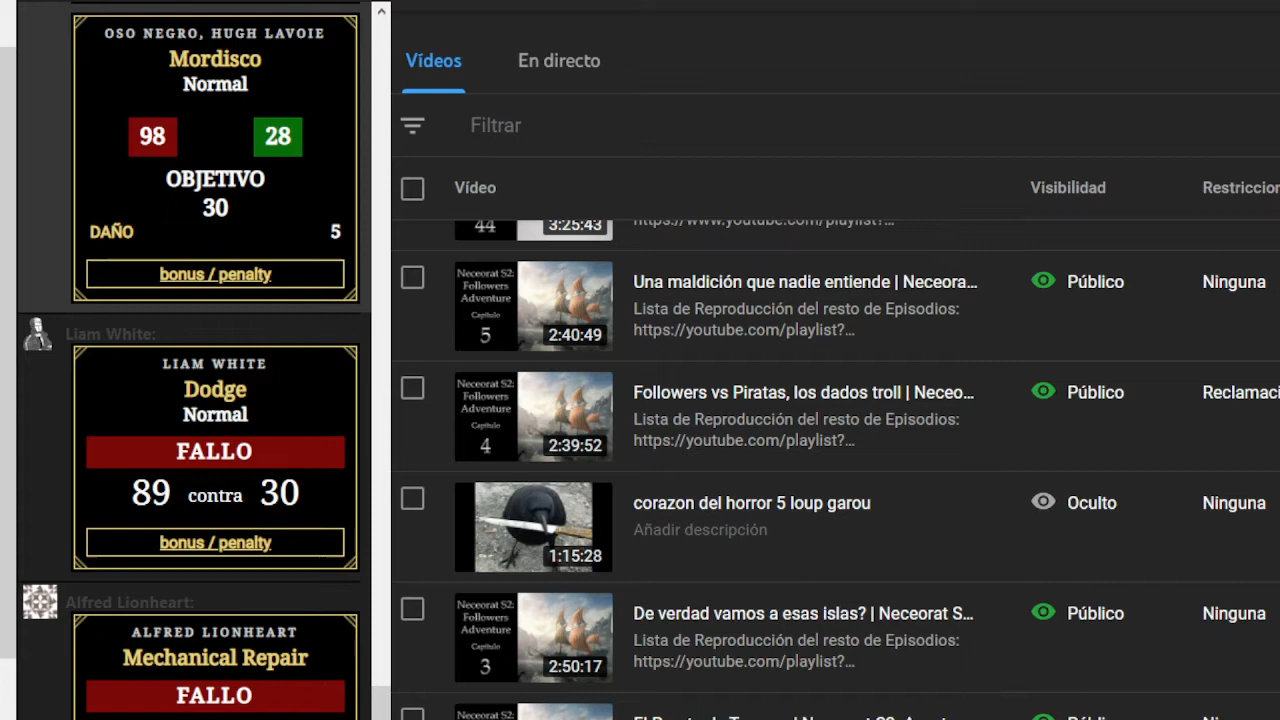 OSO NEGRO, HUGH LAVOIE
Mordisco
Normal
98 28
OBJETIVO
30
DAÑO 5
bonus / penalty
Liam White:
LIAM WHITE
Dodge
Normal
FALLO
89 contra 30
bonus / penalty
Alfred Lionheart:
ALFRED LIONHEART
Mechanical Repair
FALLO
Vídeos En directo
Filtrar
Vídeo Visibilidad Restriccion
44 3:25:43
https://www.youtube.com/playlist?...
Neceorat S2:
Followers
Adventure
Capítulo
5
2:40:49
Una maldición que nadie entiende | Neceora... Público Ninguna
Lista de Reproducción del resto de Episodios:
https://youtube.com/playlist?...
Neceorat S2:
Followers
Adventure
Capítulo
4
2:39:52
Followers vs Piratas, los dados troll | Neceo... Público Reclamaci
Lista de Reproducción del resto de Episodios:
https://youtube.com/playlist?...
1:15:28
corazon del horror 5 loup garou Oculto Ninguna
Añadir descripción
Neceorat S2:
Followers
Adventure
Capítulo
3
2:50:17
De verdad vamos a esas islas? | Neceorat S... Público Ninguna
Lista de Reproducción del resto de Episodios:
https://youtube.com/playlist?...
Neceorat S2: